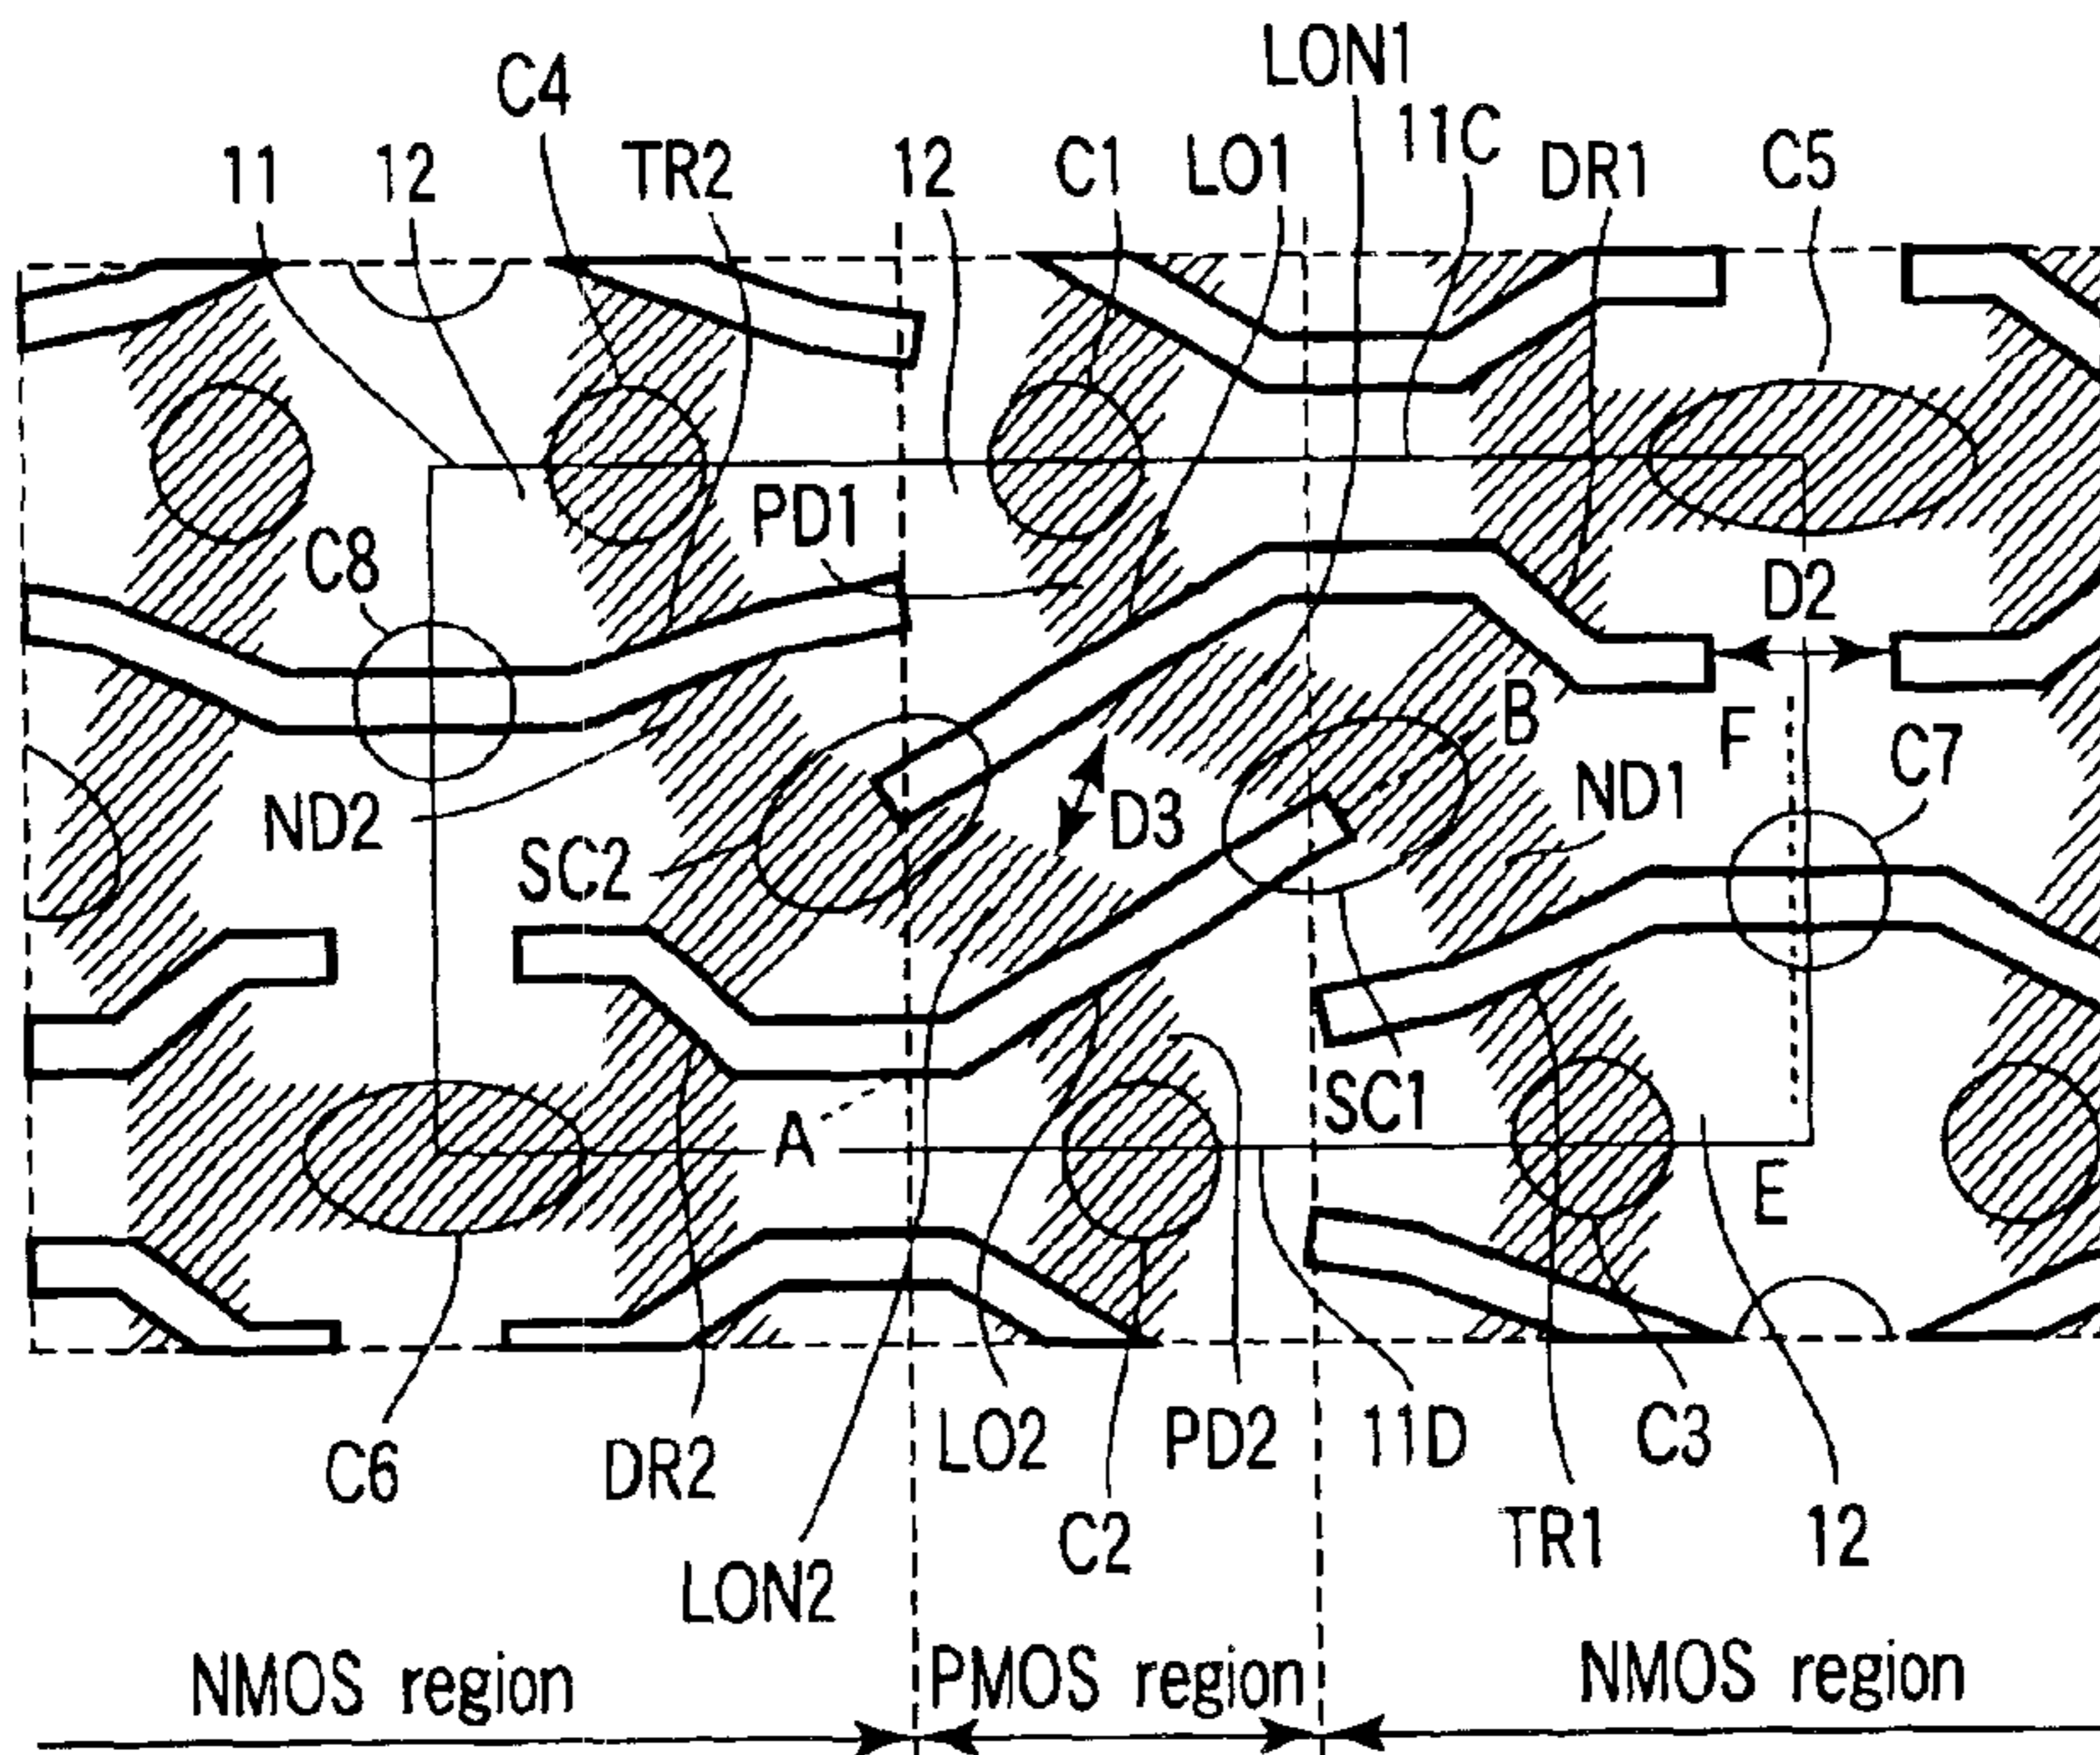 LON1
C4
11C
11
12
TR2
12
C1
LO1
DR1
C5
PD1
C8
D2
B
F
C7
ND2
SC2
D3
ND1
A
SC1
E
C6
DR2
LO2
PD2
11D
C3
LON2
C2
TR1
12
NMOS region
PMOS region
NMOS region